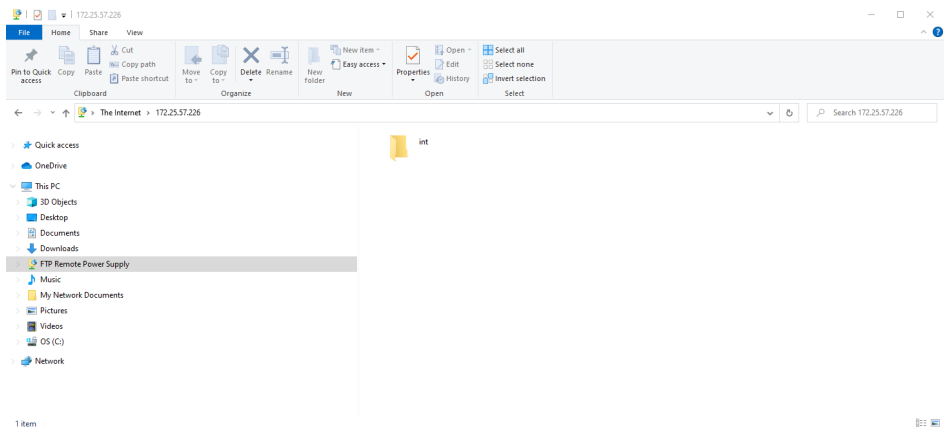 172.25.57.226
File Home Share View
Pin to Quick access
Copy
Paste
Cut
Copy path
Paste shortcut
Clipboard
Move to
Copy to
Delete
Rename
Organize
New folder
New item
Easy access
New
Properties
Open
Edit
History
Open
Select all
Select none
Invert selection
Select
The Internet > 172.25.57.226
Search 172.25.57.226
Quick access
OneDrive
This PC
3D Objects
Desktop
Documents
Downloads
FTP Remote Power Supply
Music
My Network Documents
Pictures
Videos
OS (C:)
Network
int
1 item